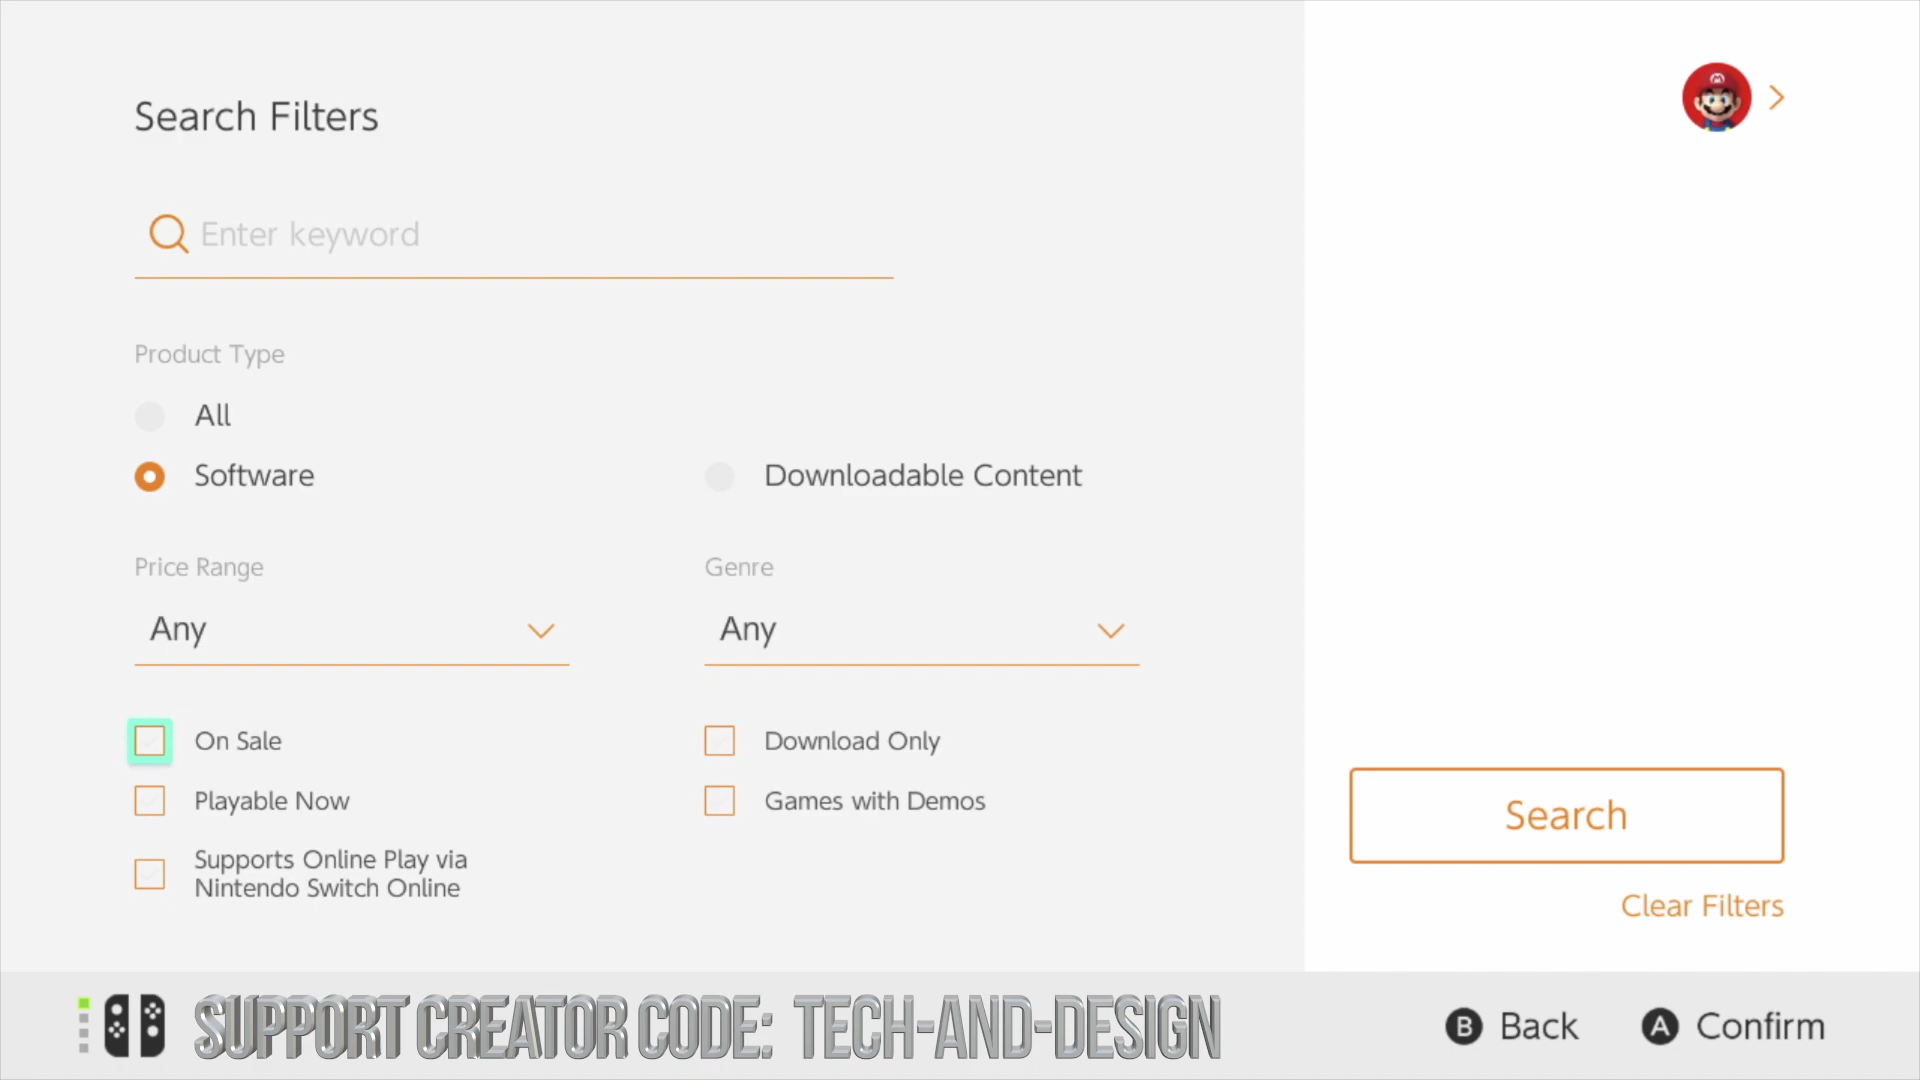 Search Filters
Enter keyword
Product Type
All
Software
Downloadable Content
Price Range
Genre
Any
Any
On Sale
Download Only
Playable Now
Games with Demos
Supports Online Play via
Nintendo Switch Online
Search
Clear Filters
SUPPORT CREATOR CODE: TECH-AND-DESIGN
B Back
A Confirm